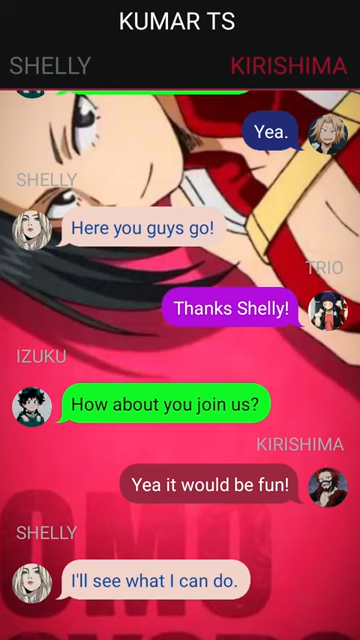 KUMAR TS
SHELLY
KIRISHIMA
Yea.
SHELLY
Here you guys go!
TRIO
Thanks Shelly!
IZUKU
How about you join us?
KIRISHIMA
Yea it would be fun!
SHELLY
I'll see what I can do.